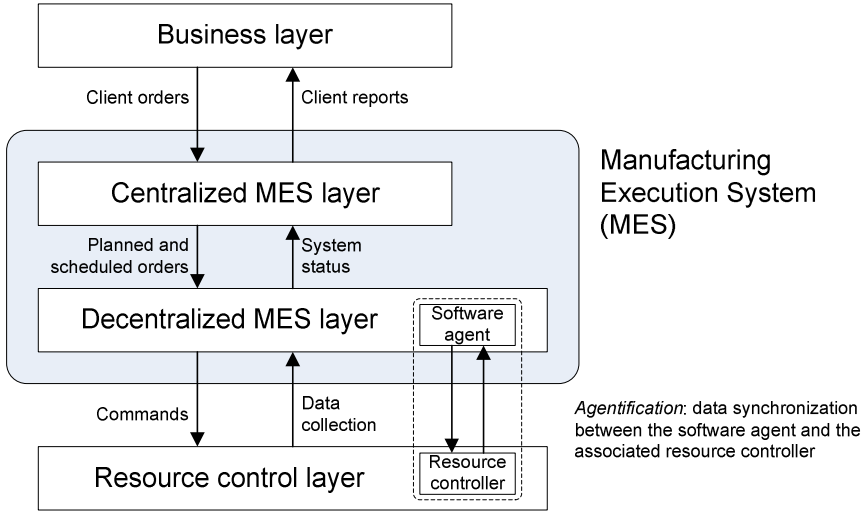 Business layer
Client orders
Client reports
Manufacturing
Execution System
(MES)
Centralized MES layer
Planned and
scheduled orders
System
status
Decentralized MES layer
Software
agent
Commands
Data
collection
Agentification: data synchronization
between the software agent and the
associated resource controller
Resource control layer
Resource
controller